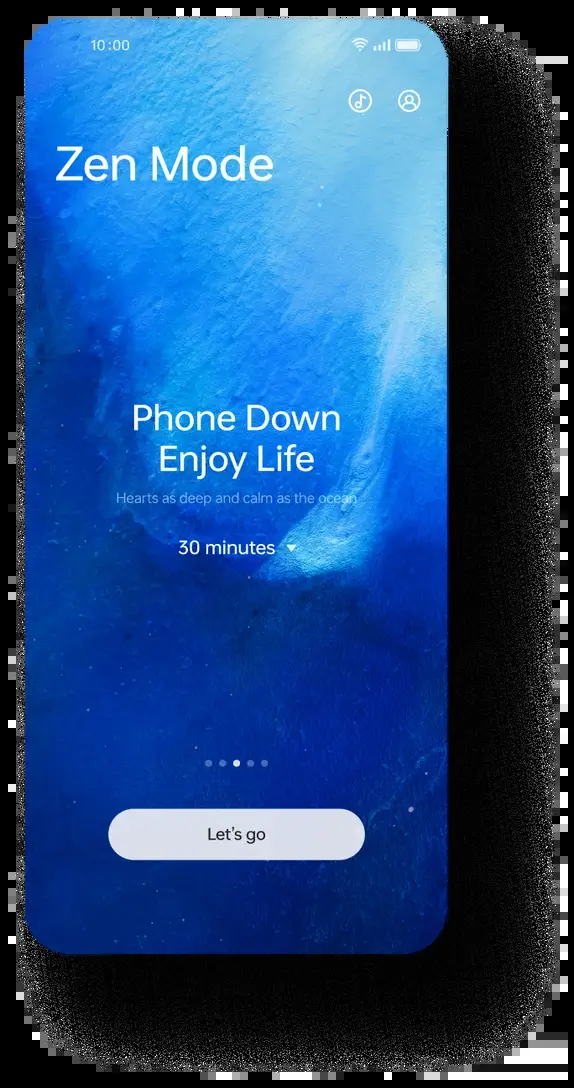 10:00
Zen Mode
Phone Down
Enjoy Life
Hearts as deep and calm as the ocean
30 minutes
Let's go